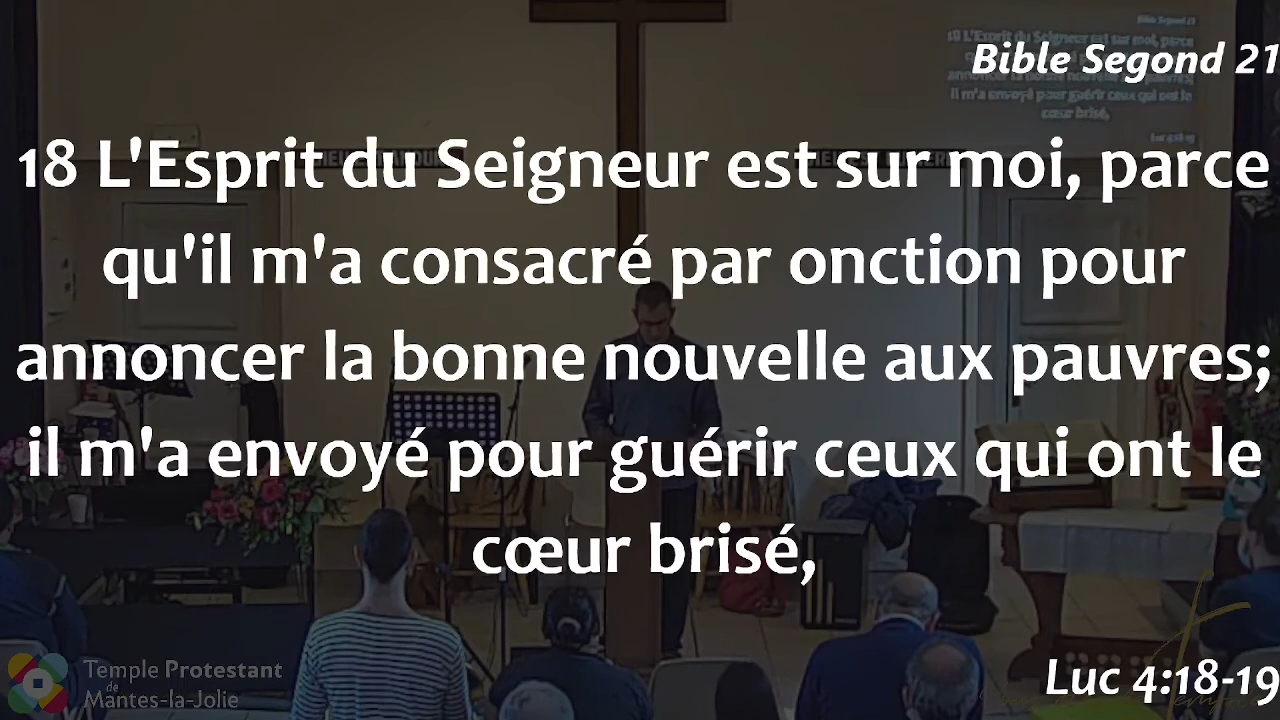 Bible Segond 21
18 L'Esprit du Seigneur est sur moi, parce
qu'il m'a consacré par onction pour
annoncer la bonne nouvelle aux pauvres;
il m'a envoyé pour guérir ceux qui ont le
cœur brisé,
Luc 4:18-19
Temple Protestant
de
Mantes-la-Jolie